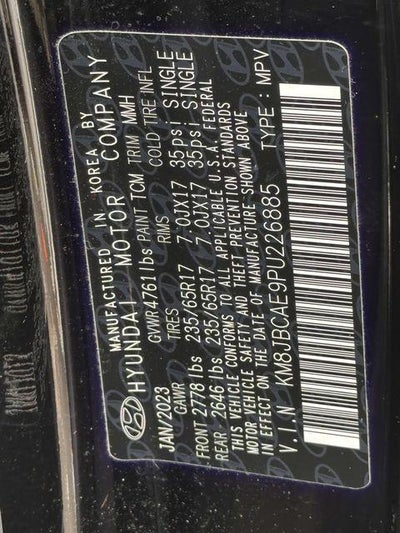 MANUFACTURED IN KOREA BY
HYUNDAI MOTOR COMPANY
JAN/2023 GVWR 4761 lbs PAINT TCM TRIM MMH
GAWR TIRES RIMS COLD TIRE INFL
FRONT 2778 lbs 235/65R17 7.0JX17 35psi SINGLE
REAR 2646 lbs 235/65R17 7.0JX17 35psi SINGLE
THIS VEHICLE CONFORMS TO ALL APPLICABLE U.S.A. FEDERAL
MOTOR VEHICLE SAFETY AND THEFT PREVENTION STANDARDS
IN EFFECT ON THE DATE OF MANUFACTURE SHOWN ABOVE
V.I.N KM8JBCAE9PU226885 TYPE : MPV